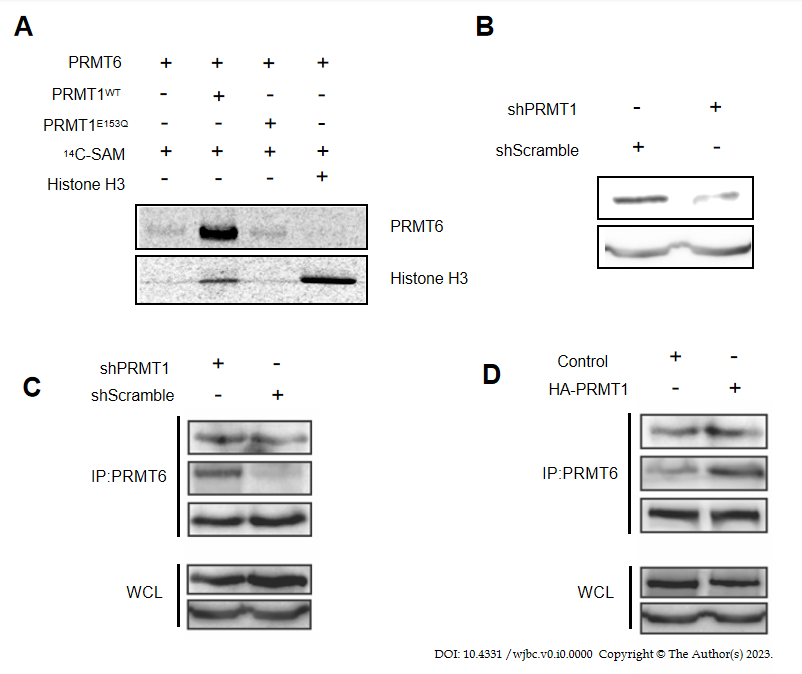 A
PRMT6 + + + +
PRMT1WT - + - -
PRMT1E153Q - - + -
14C-SAM + + + +
Histone H3 - - - +
PRMT6
Histone H3
B
shPRMT1 - +
shScramble + -
C
shPRMT1 + -
shScramble - +
IP:PRMT6
WCL
D
Control + -
HA-PRMT1 - +
IP:PRMT6
WCL
DOI: 10.4331 /wjbc.v0.i0.0000 Copyright © The Author(s) 2023.